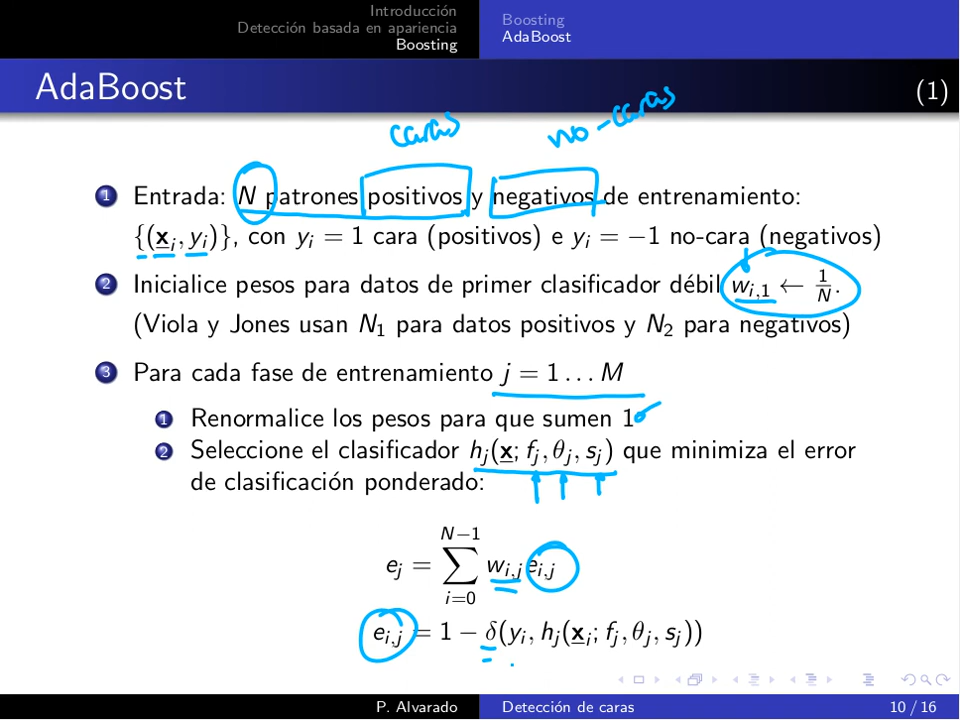 Introducción
Detección basada en apariencia
Boosting
Boosting
AdaBoost
AdaBoost (1)
caras no-caras
1 Entrada: N patrones positivos y negativos de entrenamiento:
{(x_i, y_i)}, con y_i = 1 cara (positivos) e y_i = −1 no-cara (negativos)
2 Inicialice pesos para datos de primer clasificador débil w_{i,1} ← 1/N.
(Viola y Jones usan N_1 para datos positivos y N_2 para negativos)
3 Para cada fase de entrenamiento j = 1 … M
1 Renormalice los pesos para que sumen 1
2 Seleccione el clasificador h_j(x; f_j, θ_j, s_j) que minimiza el error
de clasificación ponderado:
e_j = ∑_{i=0}^{N−1} w_{i,j} e_{i,j}
e_{i,j} = 1 − δ(y_i, h_j(x_i; f_j, θ_j, s_j))
P. Alvarado Detección de caras 10 / 16